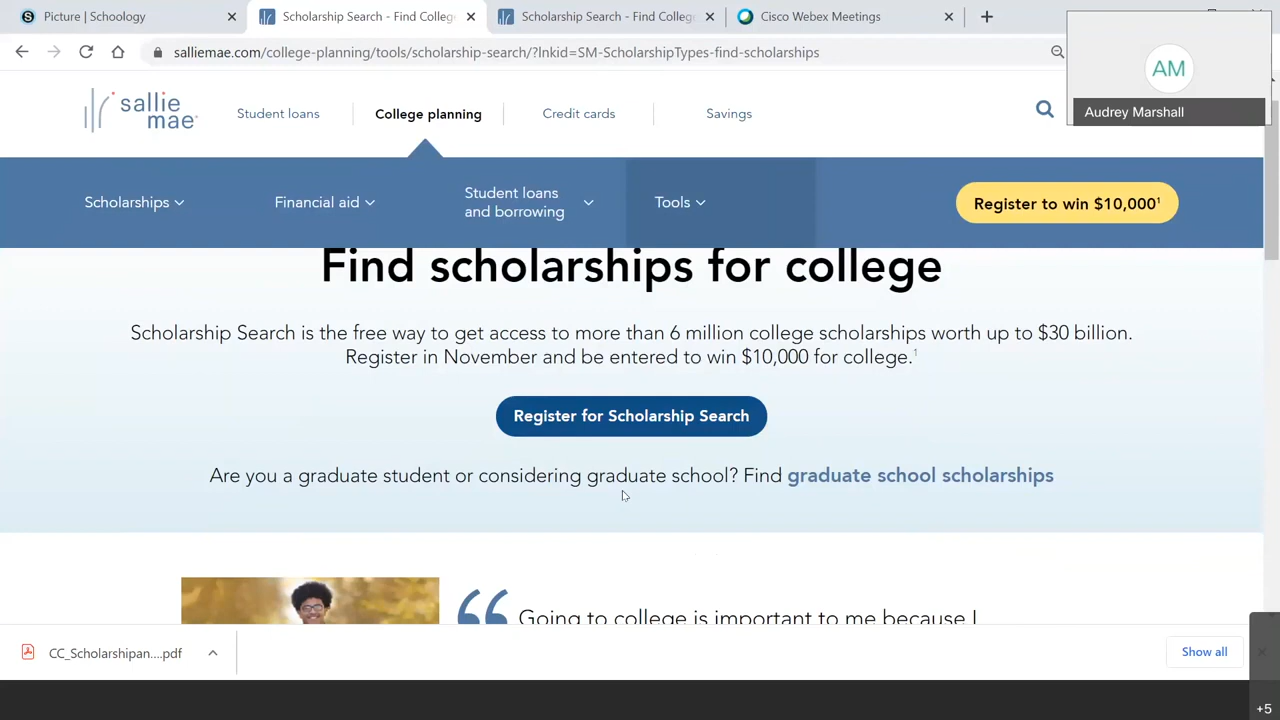 Picture | Schoology
Scholarship Search - Find Colleg
Scholarship Search - Find Colleg
Cisco Webex Meetings
salliemae.com/college-planning/tools/scholarship-search/?lnkid=SM-ScholarshipTypes-find-scholarships
AM
Audrey Marshall
sallie mae
Student loans
College planning
Credit cards
Savings
Scholarships
Financial aid
Student loans
and borrowing
Tools
Register to win $10,000¹
Find scholarships for college
Scholarship Search is the free way to get access to more than 6 million college scholarships worth up to $30 billion.
Register in November and be entered to win $10,000 for college.¹
Register for Scholarship Search
Are you a graduate student or considering graduate school? Find graduate school scholarships
“ Going to college is important to me because I
CC_Scholarshipan....pdf
Show all
+5